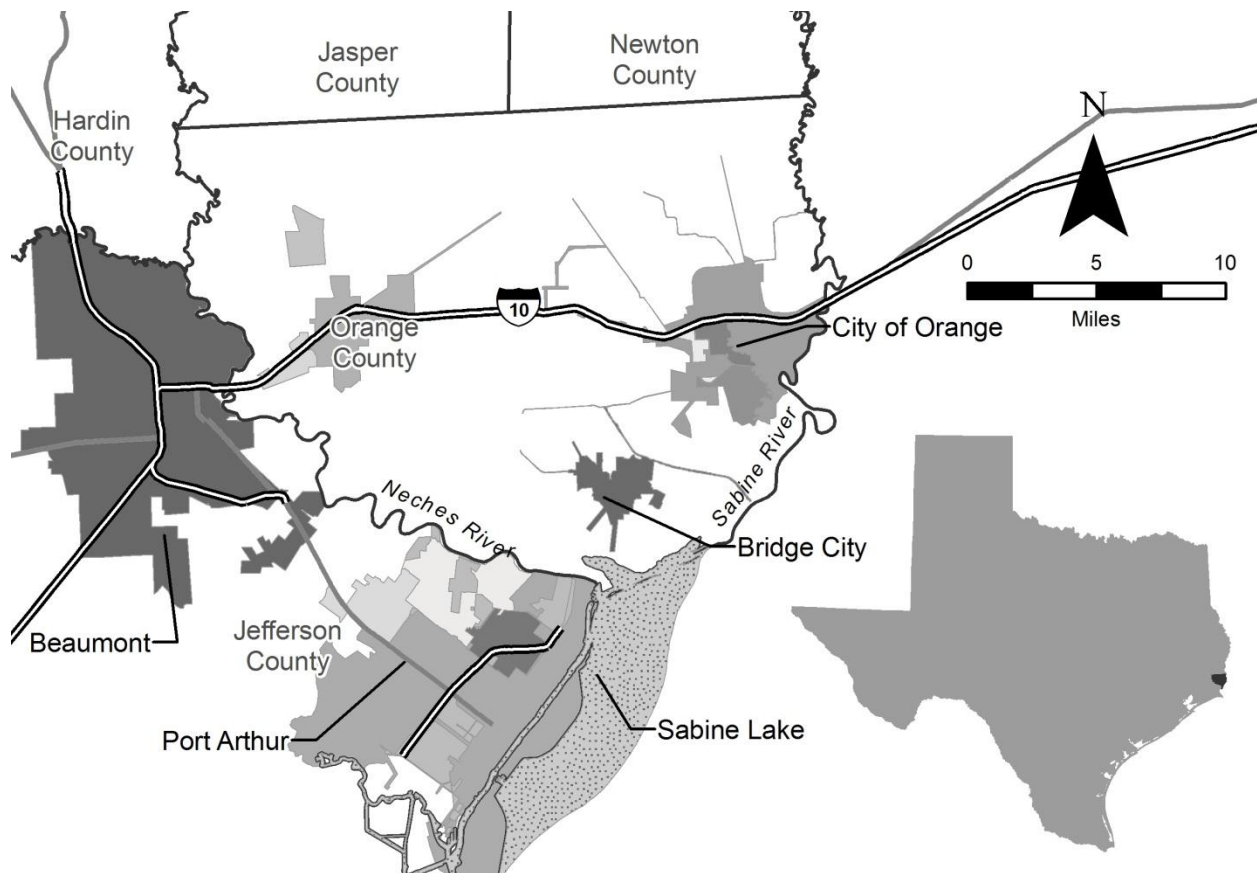 Jasper
County
Newton
County
Hardin
County
N
0 5 10
Miles
10
Orange
County
City of Orange
Sabine River
Neches River
Bridge City
Beaumont
Jefferson
County
Port Arthur
Sabine Lake